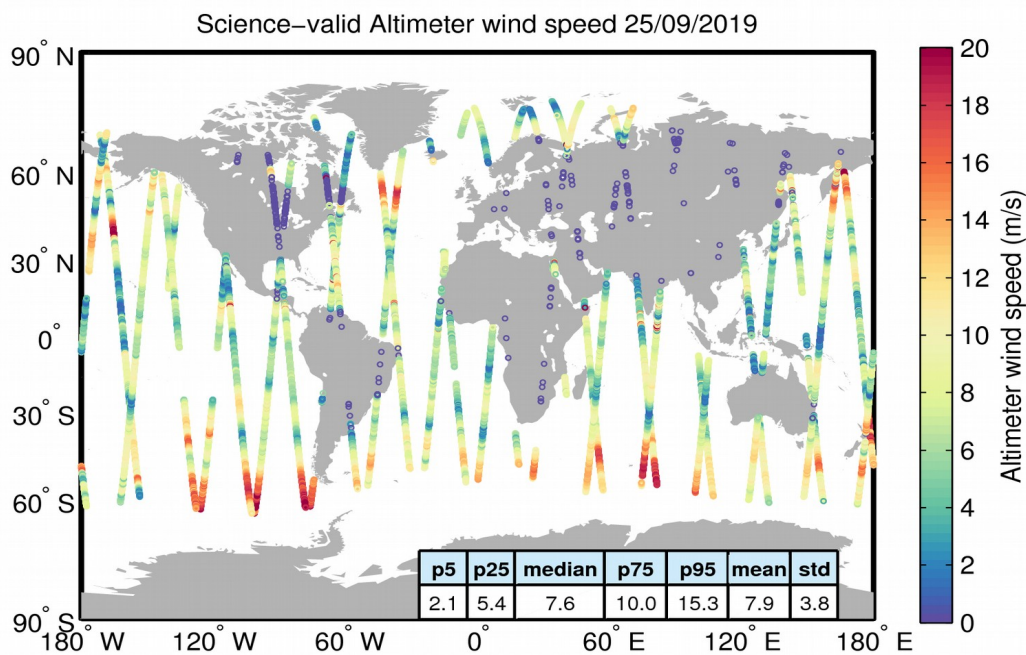 Science-valid Altimeter wind speed 25/09/2019
90° N
60° N
30° N
0°
30° S
60° S
90° S
180° W
120° W
60° W
0°
60° E
120° E
180° E
p5 p25 median p75 p95 mean std
2.1 5.4 7.6 10.0 15.3 7.9 3.8
20
18
16
14
12
10
8
6
4
2
0
Altimeter wind speed (m/s)